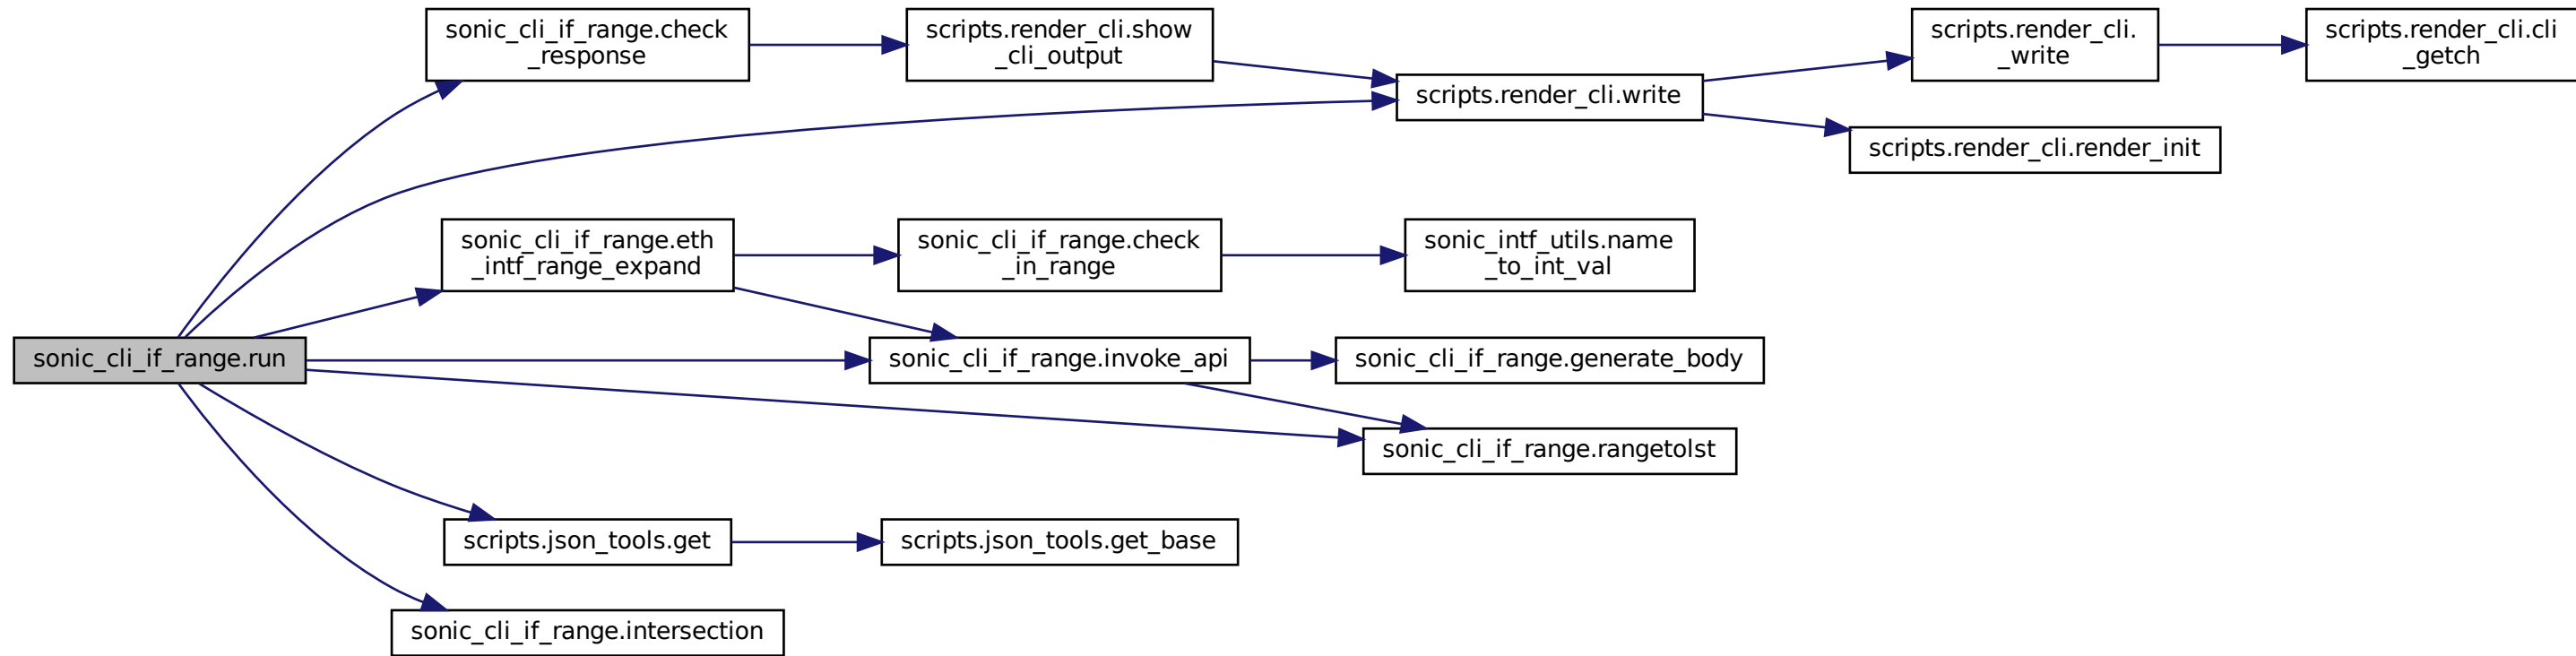 sonic_cli_if_range.check
_response
scripts.render_cli.show
_cli_output
scripts.render_cli.write
scripts.render_cli.
_write
scripts.render_cli.cli
_getch
scripts.render_cli.render_init
sonic_cli_if_range.eth
_intf_range_expand
sonic_cli_if_range.check
_in_range
sonic_intf_utils.name
_to_int_val
sonic_cli_if_range.run
sonic_cli_if_range.invoke_api
sonic_cli_if_range.generate_body
sonic_cli_if_range.rangetolst
scripts.json_tools.get
scripts.json_tools.get_base
sonic_cli_if_range.intersection